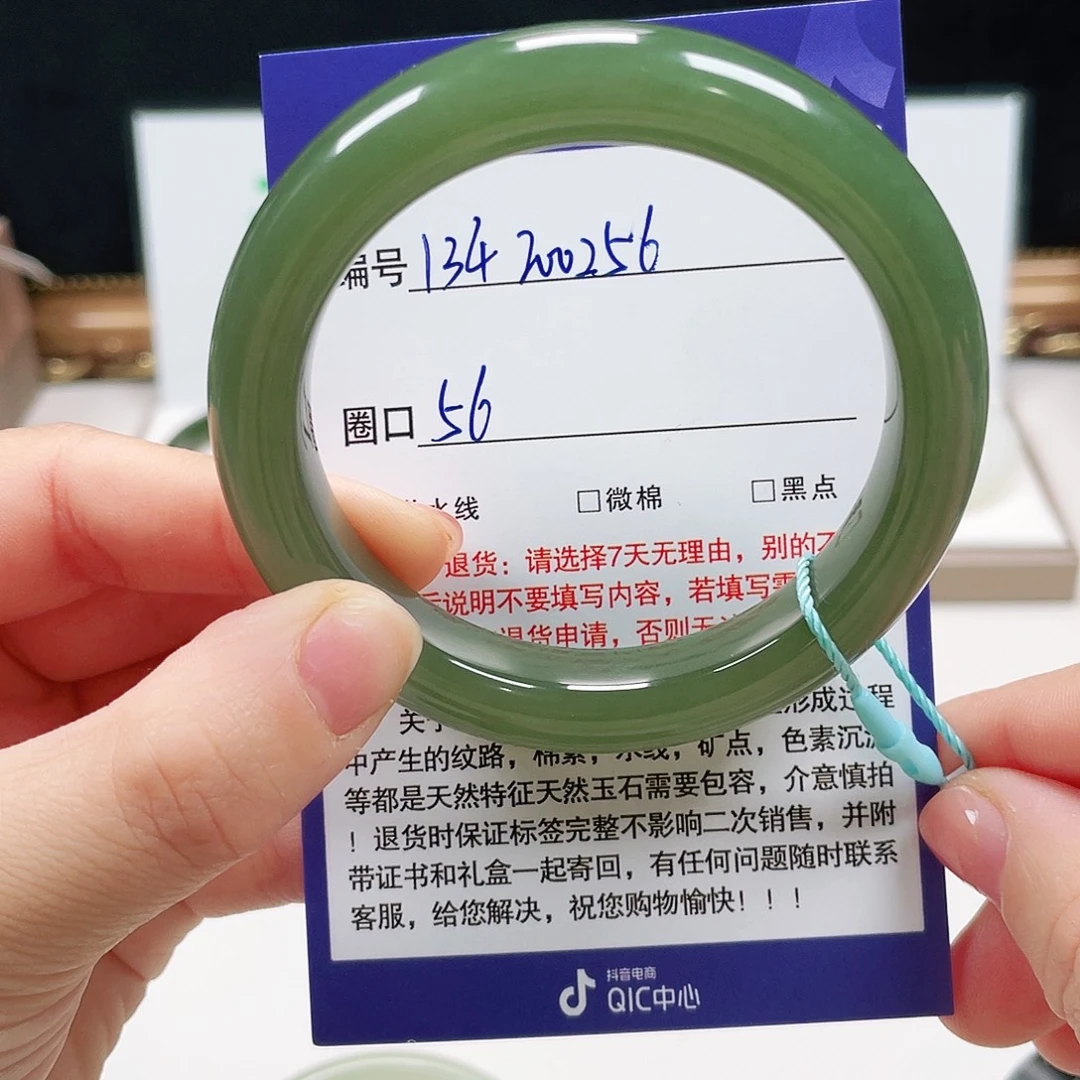 编号 134 200256
圈口 56
水线 □微棉 □黑点
退货：请选择7天无理由，别的
说明不要填写内容，若填写
退货申请，否则
关于 形成过程
中产生的纹路，棉絮，水线，矿点，色素沉
等都是天然特征天然玉石需要包容，介意慎拍
！退货时保证标签完整不影响二次销售，并附
带证书和礼盒一起寄回，有任何问题随时联系
客服，给您解决，祝您购物愉快！！！
抖音电商
QIC中心